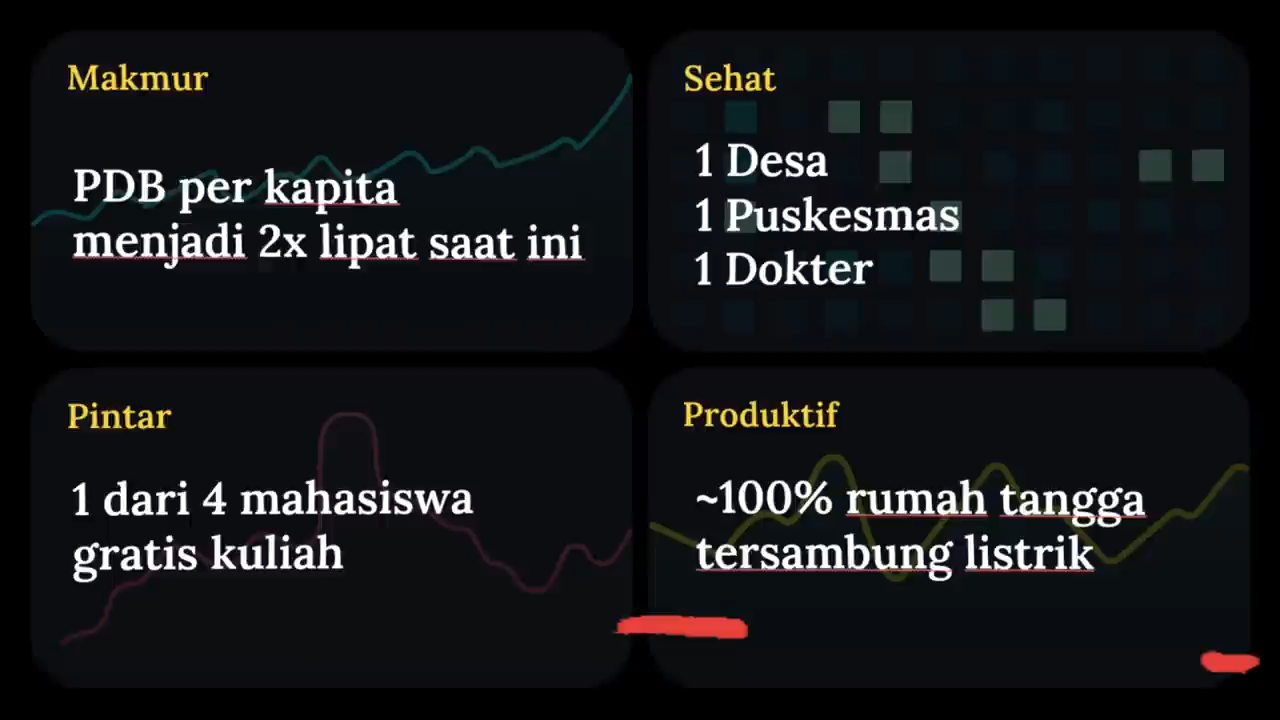 Makmur
PDB per kapita
menjadi 2x lipat saat ini
Sehat
1 Desa
1 Puskesmas
1 Dokter
Pintar
1 dari 4 mahasiswa
gratis kuliah
Produktif
~100% rumah tangga
tersambung listrik